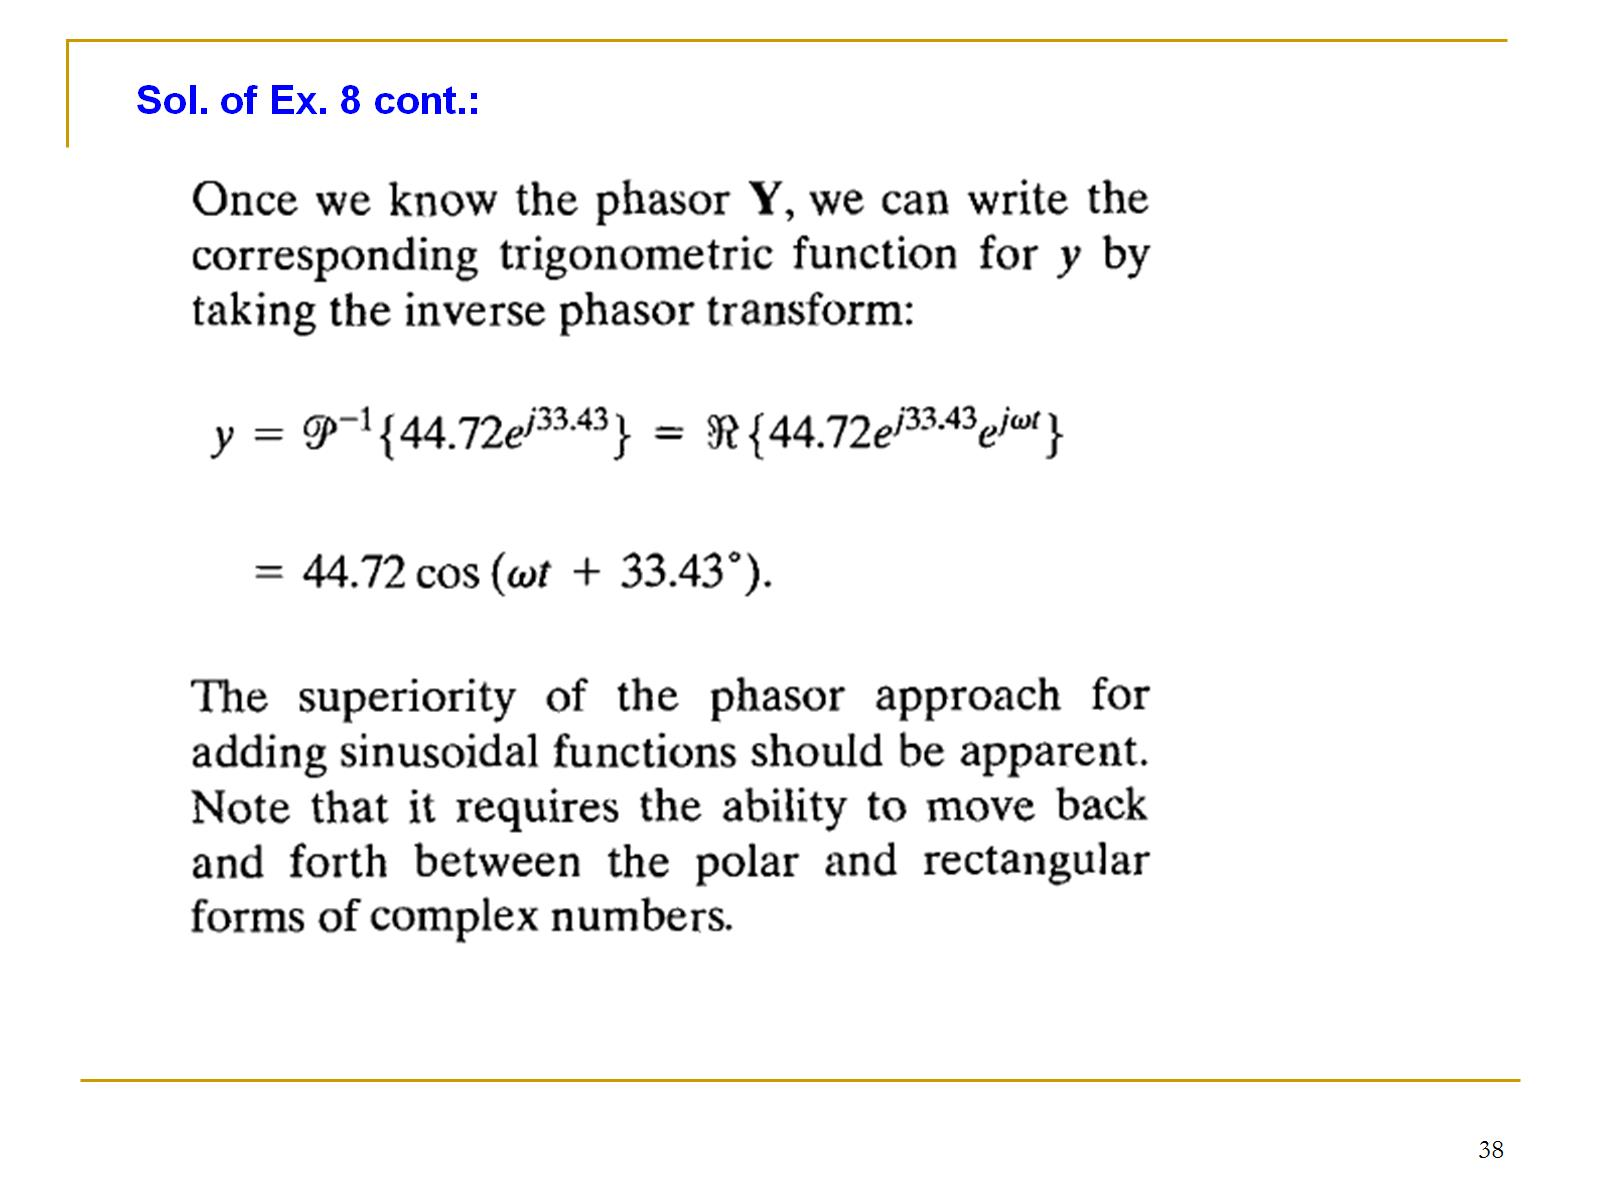 Sol. of Ex. 8 cont.:
Once we know the phasor Y, we can write the
corresponding trigonometric function for y by
taking the inverse phasor transform:
y = 𝒫⁻¹{44.72e^{j33.43}} = ℜ{44.72e^{j33.43}e^{jωt}}
= 44.72 cos (ωt + 33.43°).
The superiority of the phasor approach for
adding sinusoidal functions should be apparent.
Note that it requires the ability to move back
and forth between the polar and rectangular
forms of complex numbers.
38